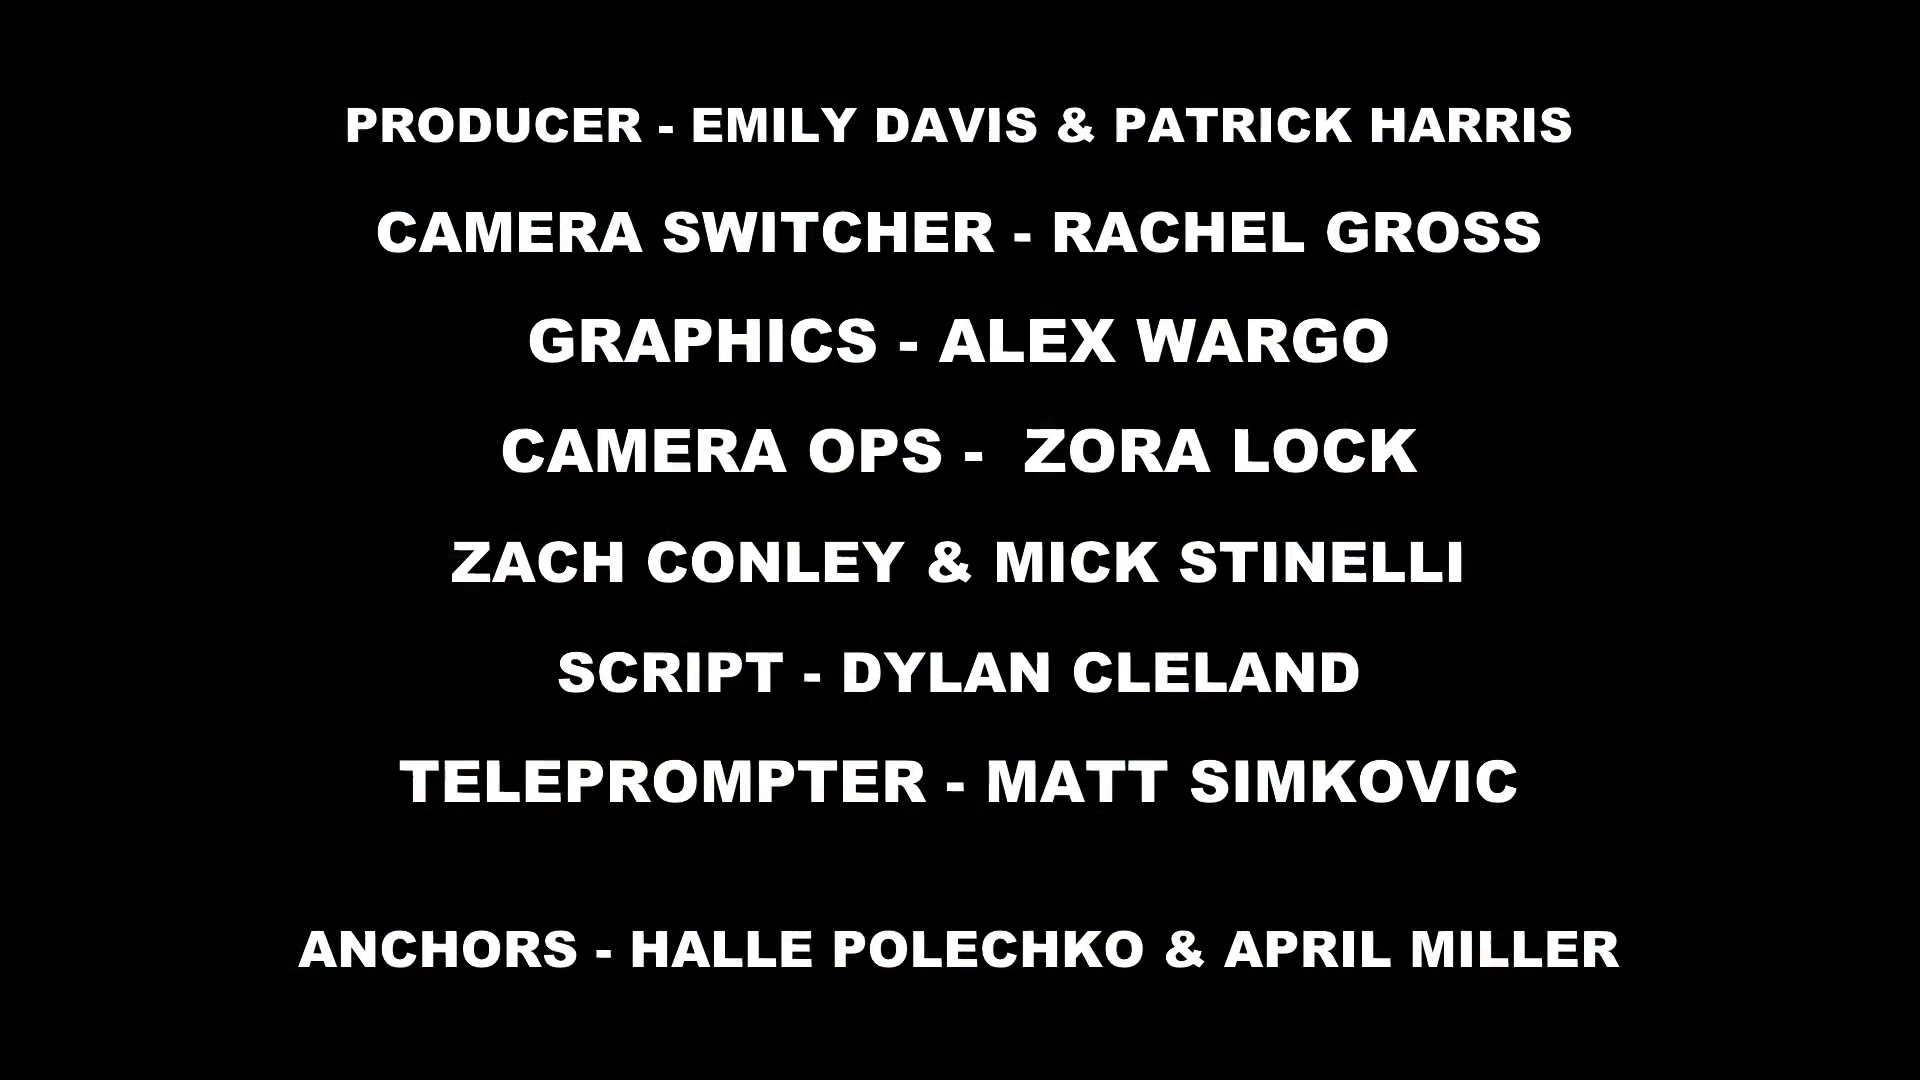 PRODUCER - EMILY DAVIS & PATRICK HARRIS
CAMERA SWITCHER - RACHEL GROSS
GRAPHICS - ALEX WARGO
CAMERA OPS -  ZORA LOCK
ZACH CONLEY & MICK STINELLI
SCRIPT - DYLAN CLELAND
TELEPROMPTER - MATT SIMKOVIC
ANCHORS - HALLE POLECHKO & APRIL MILLER